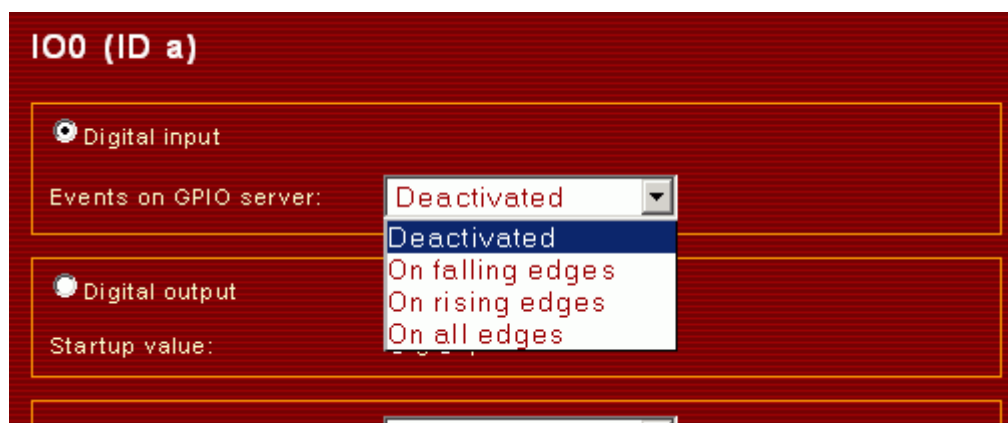 IO0 (ID a)
Digital input
Events on GPIO server: Deactivated
Deactivated
On falling edges
Digital output
On rising edges
Startup value:
On all edges